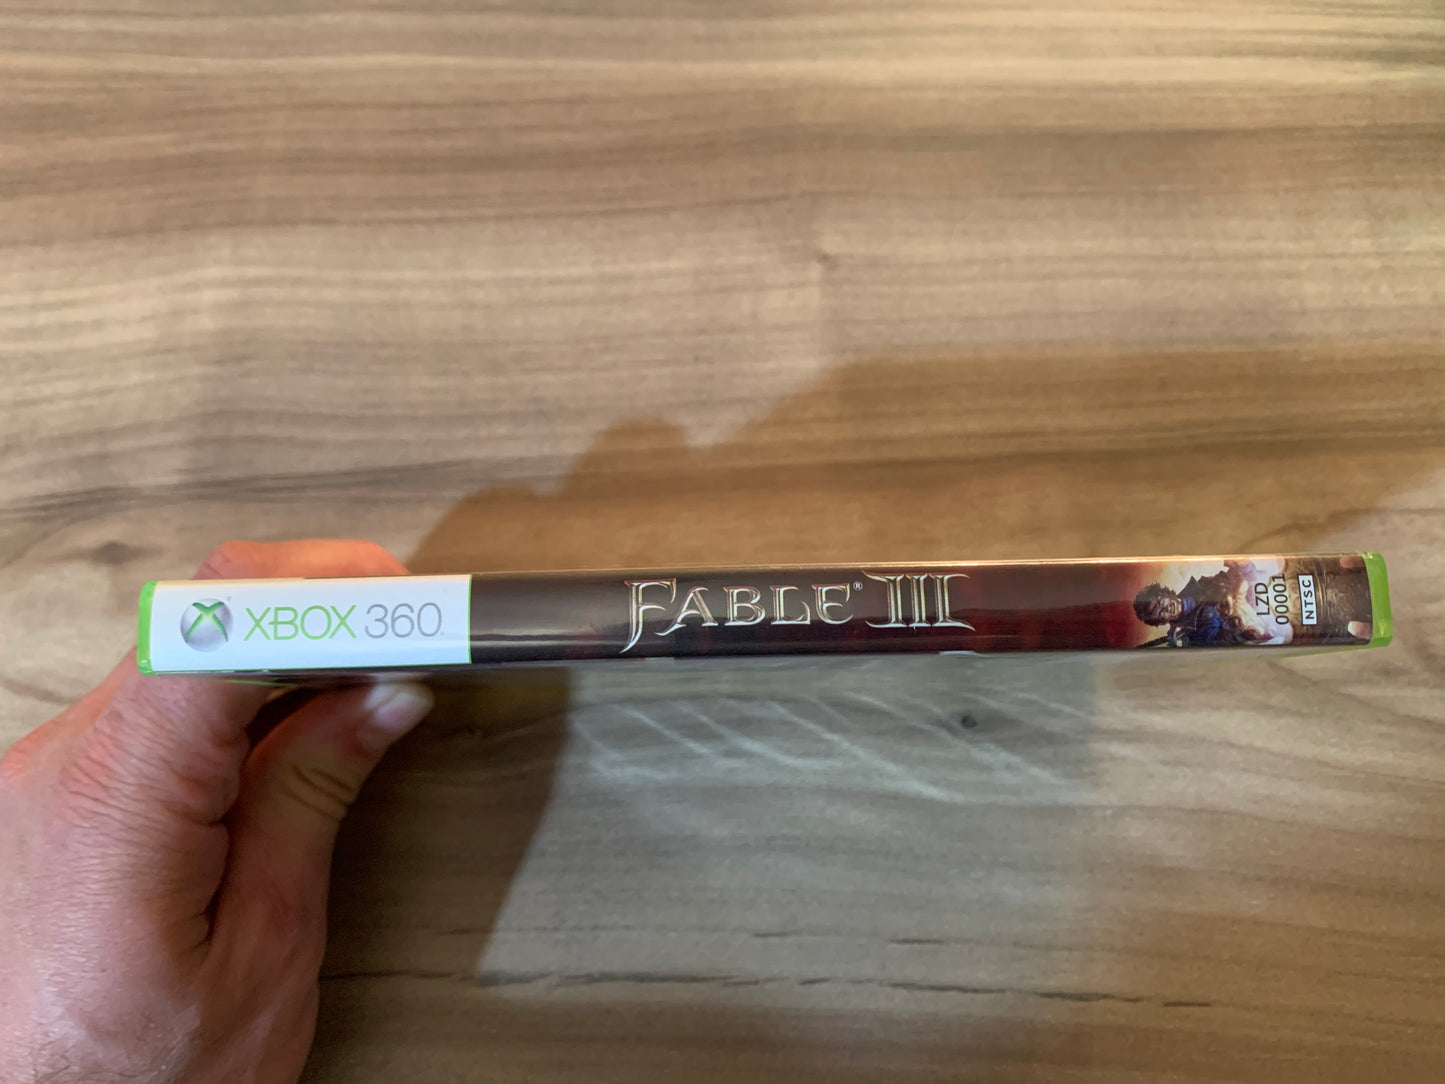 XBOX 360
FABLE® III
LZD
00001
NTSC